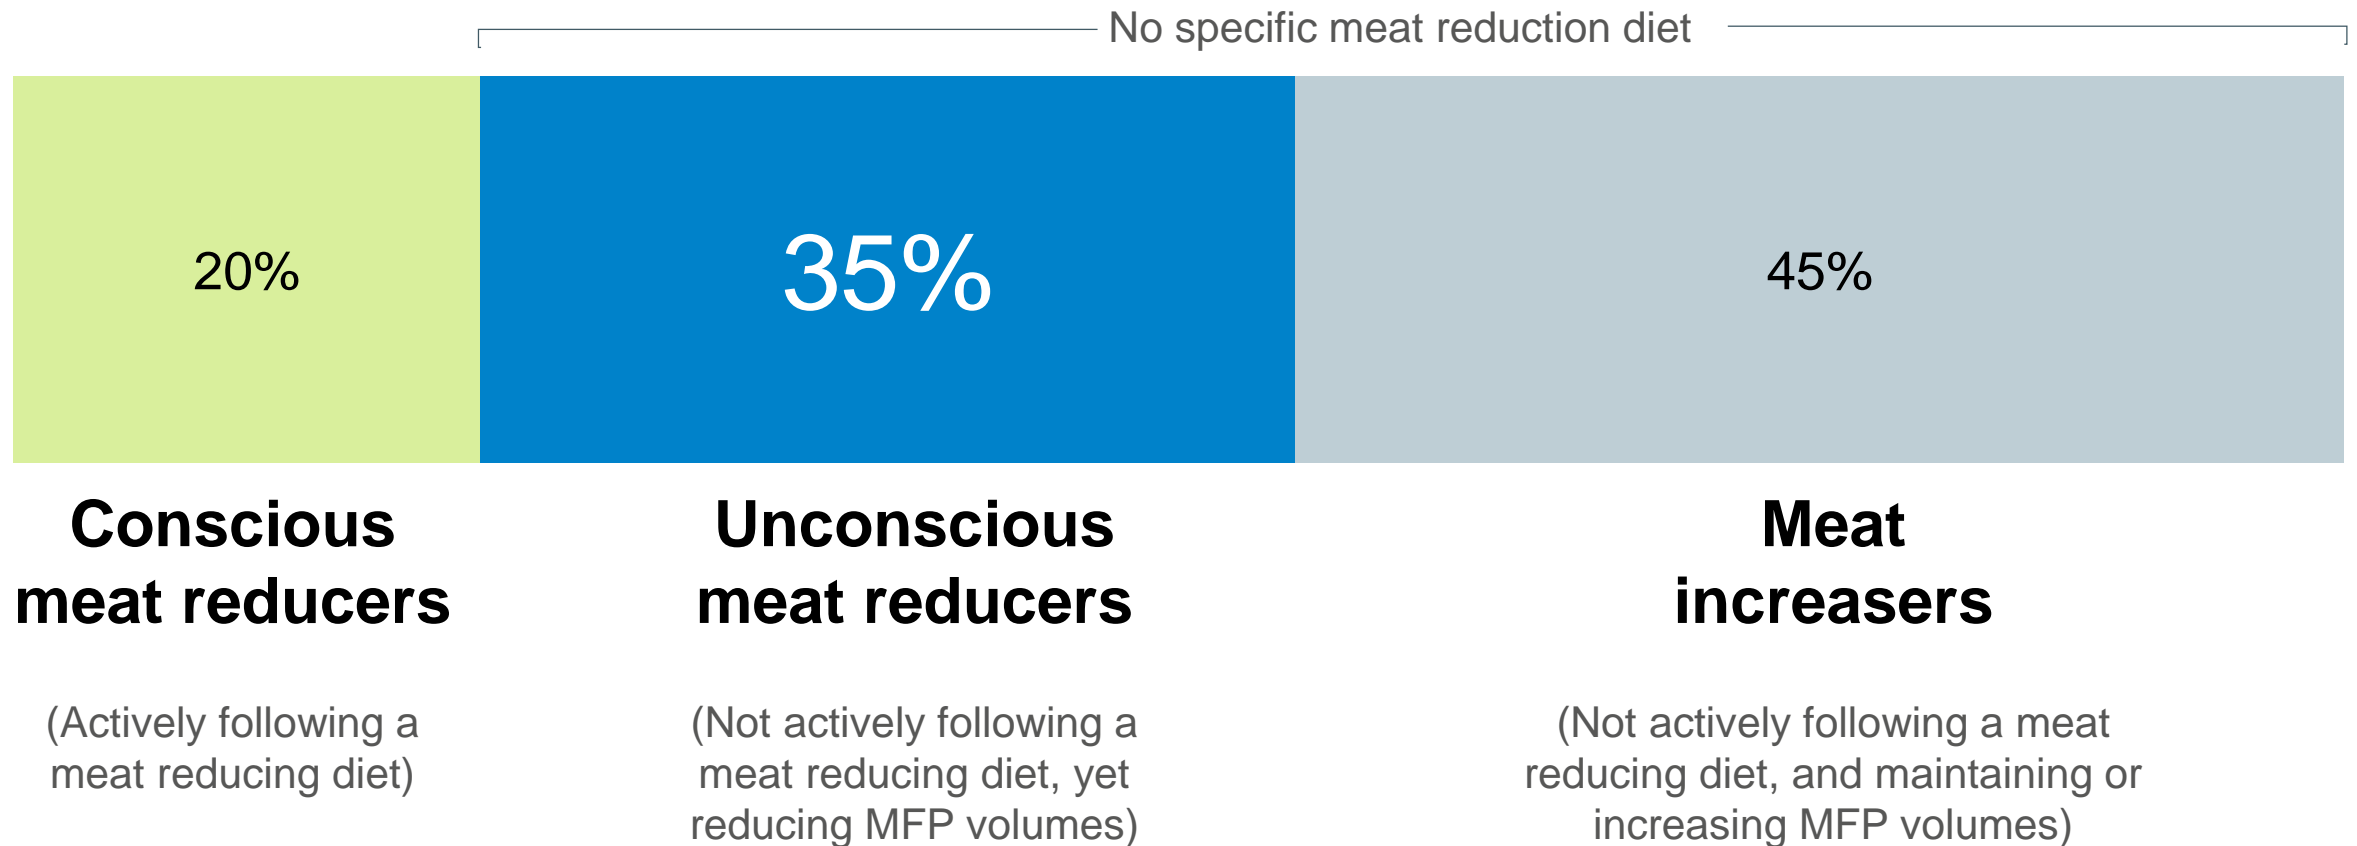 No specific meat reduction diet
20%
35%
45%
Conscious
meat reducers
(Actively following a
meat reducing diet)
Unconscious
meat reducers
(Not actively following a
meat reducing diet, yet
reducing MFP volumes)
Meat
increasers
(Not actively following a meat
reducing diet, and maintaining or
increasing MFP volumes)